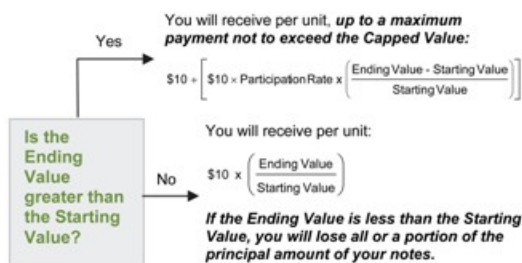 You will receive per unit, up to a maximum
payment not to exceed the Capped Value:
Yes
$10 + [ $10 × Participation Rate x ( Ending Value - Starting Value / Starting Value ) ]
Is the
Ending
Value
greater than
the Starting
Value?
No
You will receive per unit:
$10 x ( Ending Value / Starting Value )
If the Ending Value is less than the Starting
Value, you will lose all or a portion of the
principal amount of your notes.